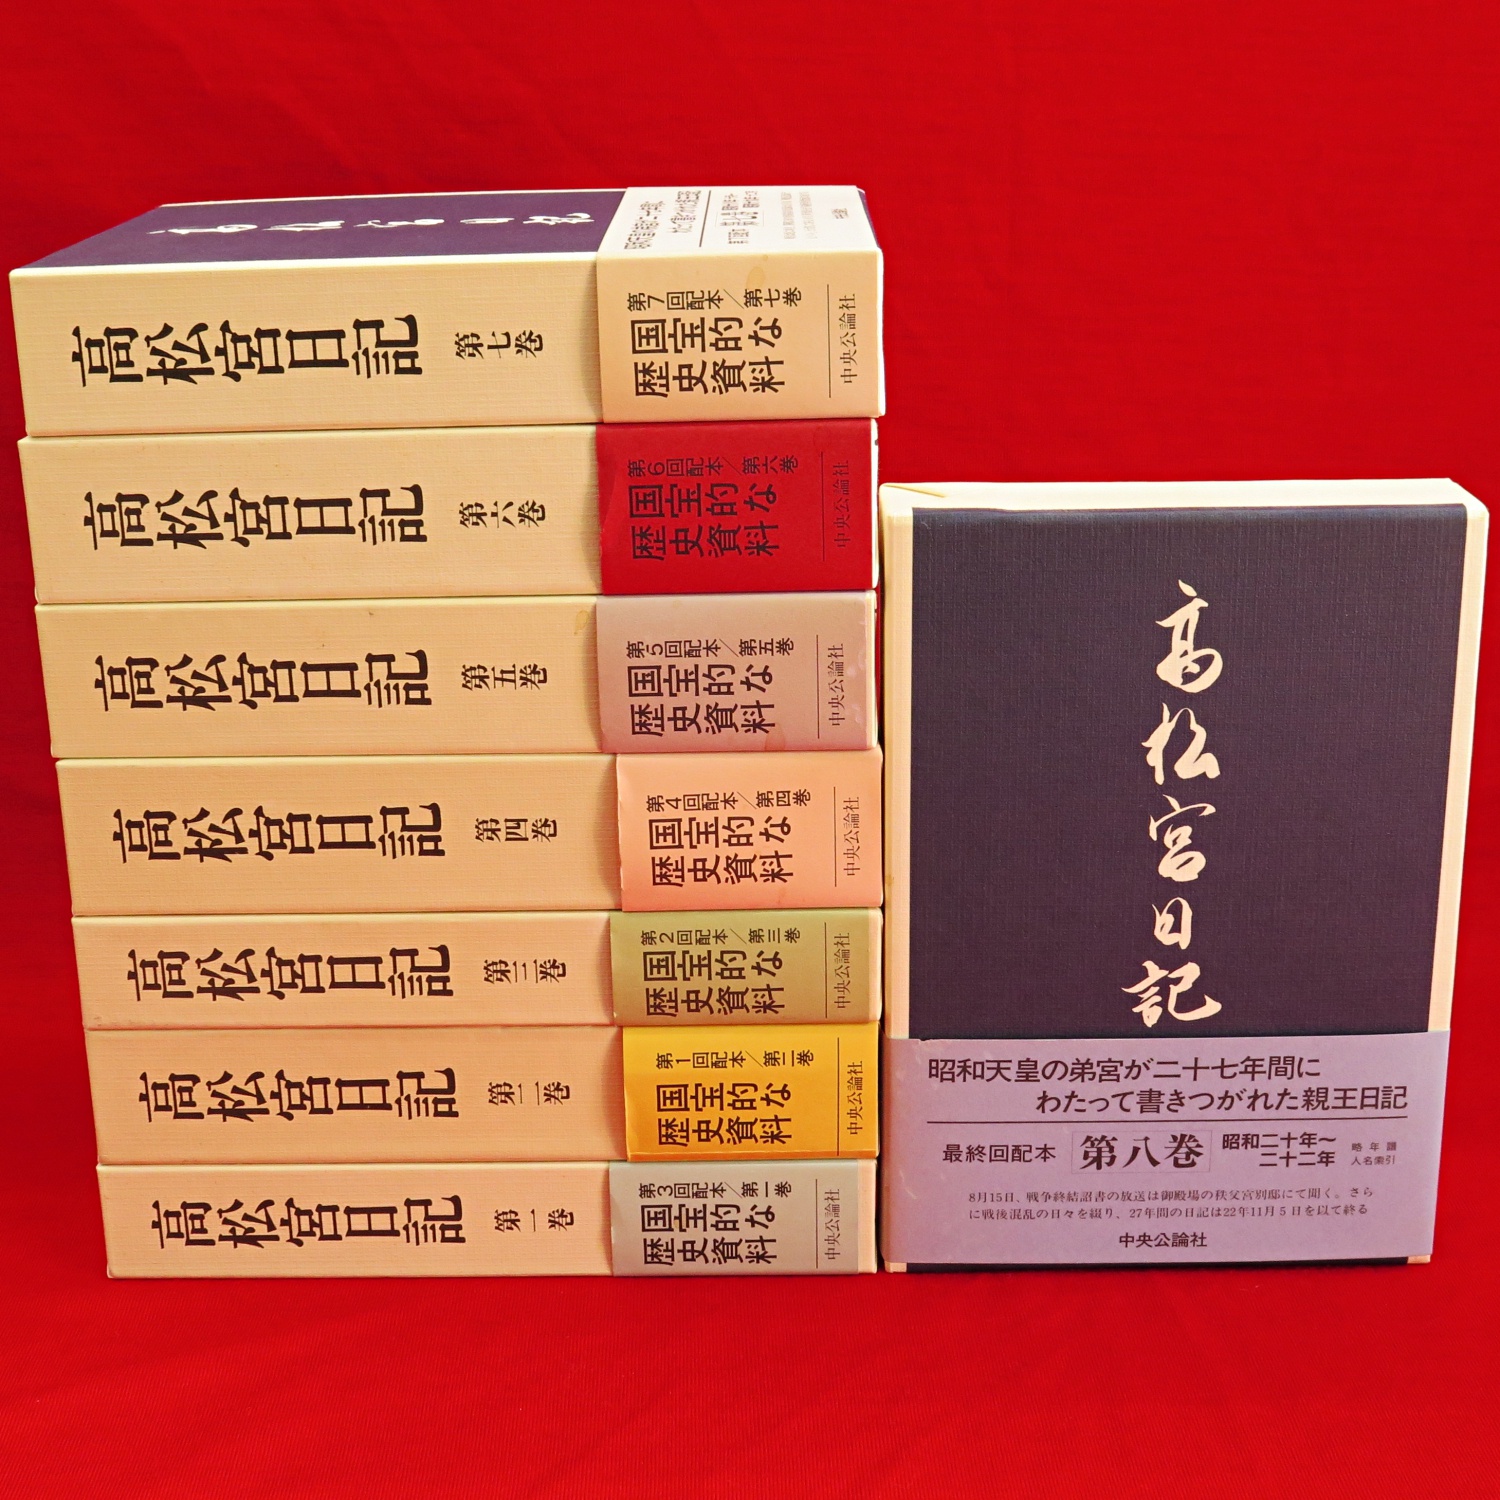 高松宮日記
高松宮日記 第七巻
第7回配本／第七巻
国宝的な
歴史資料
中央公論社
高松宮日記 第六巻
第6回配本／第六巻
国宝的な
歴史資料
中央公論社
高松宮日記 第五巻
第5回配本／第五巻
国宝的な
歴史資料
中央公論社
高松宮日記 第四巻
第4回配本／第四巻
国宝的な
歴史資料
中央公論社
高松宮日記 第三巻
第2回配本／第三巻
国宝的な
歴史資料
中央公論社
高松宮日記 第二巻
第1回配本／第二巻
国宝的な
歴史資料
中央公論社
高松宮日記 第一巻
第3回配本／第一巻
国宝的な
歴史資料
中央公論社
高松宮日記
昭和天皇の弟宮が二十七年間に
わたって書きつがれた親王日記
最終回配本 第八巻 昭和二十年〜
二十二年
略年譜
人名索引
8月15日、戦争終結詔書の放送は御殿場の秩父宮別邸にて聞く。さら
に戦後混乱の日々を綴り、27年間の日記は22年11月5日を以て終る
中央公論社